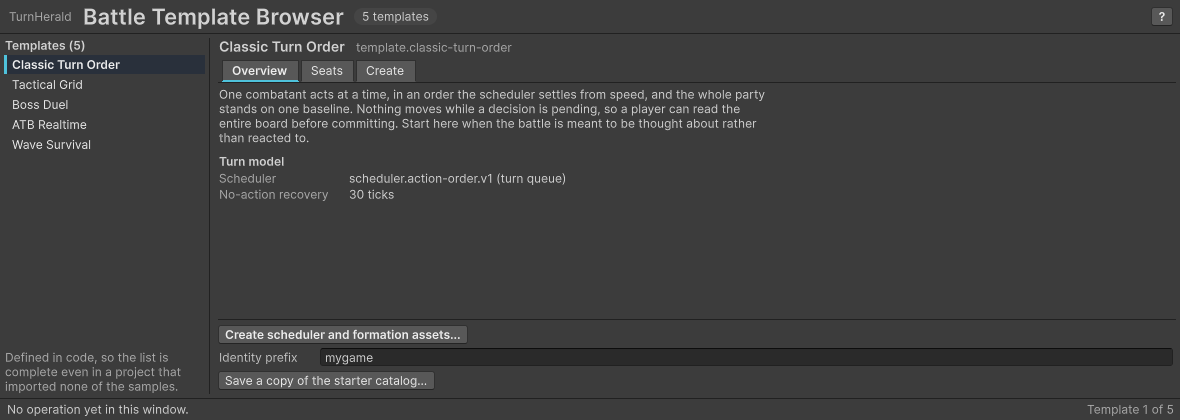 TurnHerald Battle Template Browser 5 templates ?
Templates (5)
Classic Turn Order
Tactical Grid
Boss Duel
ATB Realtime
Wave Survival
Defined in code, so the list is
complete even in a project that
imported none of the samples.
Classic Turn Order template.classic-turn-order
Overview Seats Create
One combatant acts at a time, in an order the scheduler settles from speed, and the whole party
stands on one baseline. Nothing moves while a decision is pending, so a player can read the
entire board before committing. Start here when the battle is meant to be thought about rather
than reacted to.
Turn model
Scheduler scheduler.action-order.v1 (turn queue)
No-action recovery 30 ticks
Create scheduler and formation assets...
Identity prefix mygame
Save a copy of the starter catalog...
No operation yet in this window. Template 1 of 5